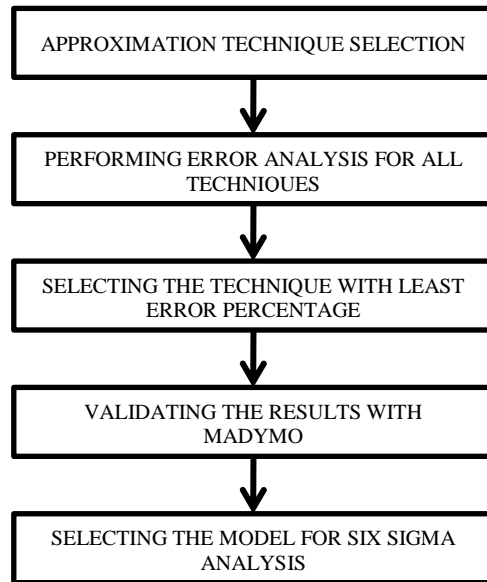 APPROXIMATION TECHNIQUE SELECTION
PERFORMING ERROR ANALYSIS FOR ALL
TECHNIQUES
SELECTING THE TECHNIQUE WITH LEAST
ERROR PERCENTAGE
VALIDATING THE RESULTS WITH
MADYMO
SELECTING THE MODEL FOR SIX SIGMA
ANALYSIS